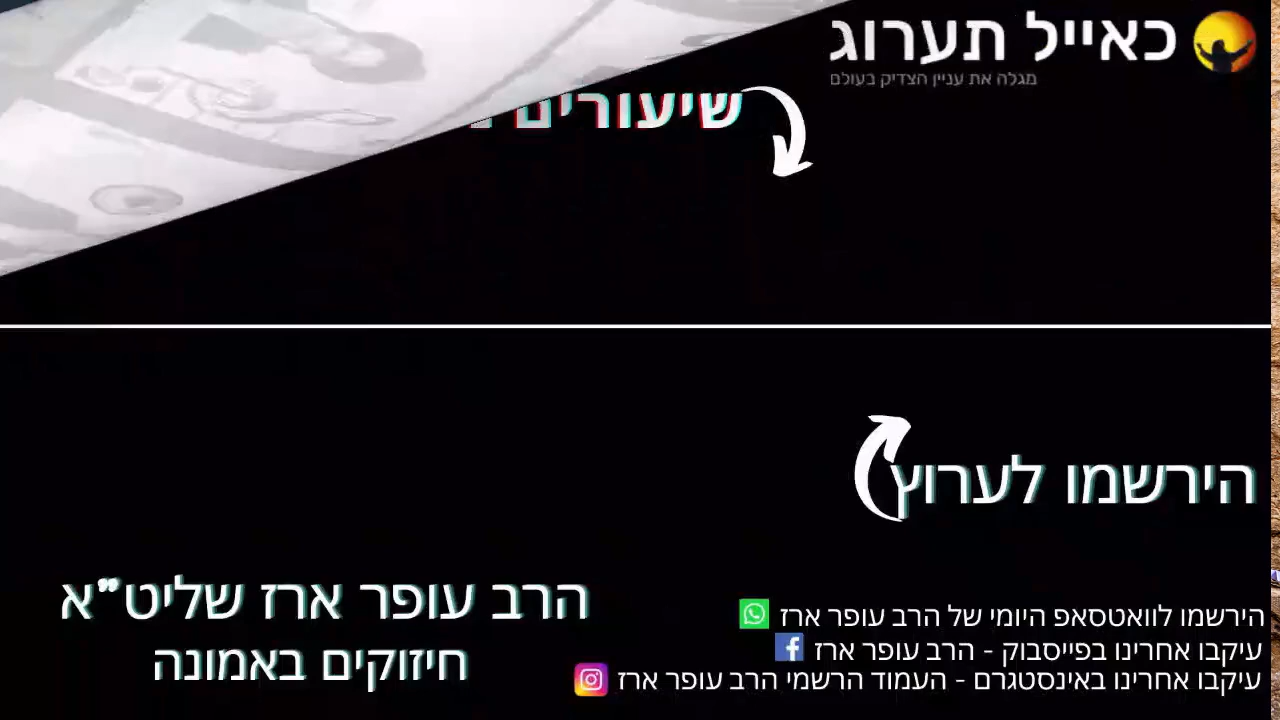 כאייל תערוג
מגלה את עניין הצדיק בעולם
שיעורים
הירשמו לערוץ
הרב עופר ארז שליט"א
חיזוקים באמונה
הירשמו לוואטסאפ היומי של הרב עופר ארז
עיקבו אחרינו בפייסבוק - הרב עופר ארז
עיקבו אחרינו באינסטגרם - העמוד הרשמי הרב עופר ארז